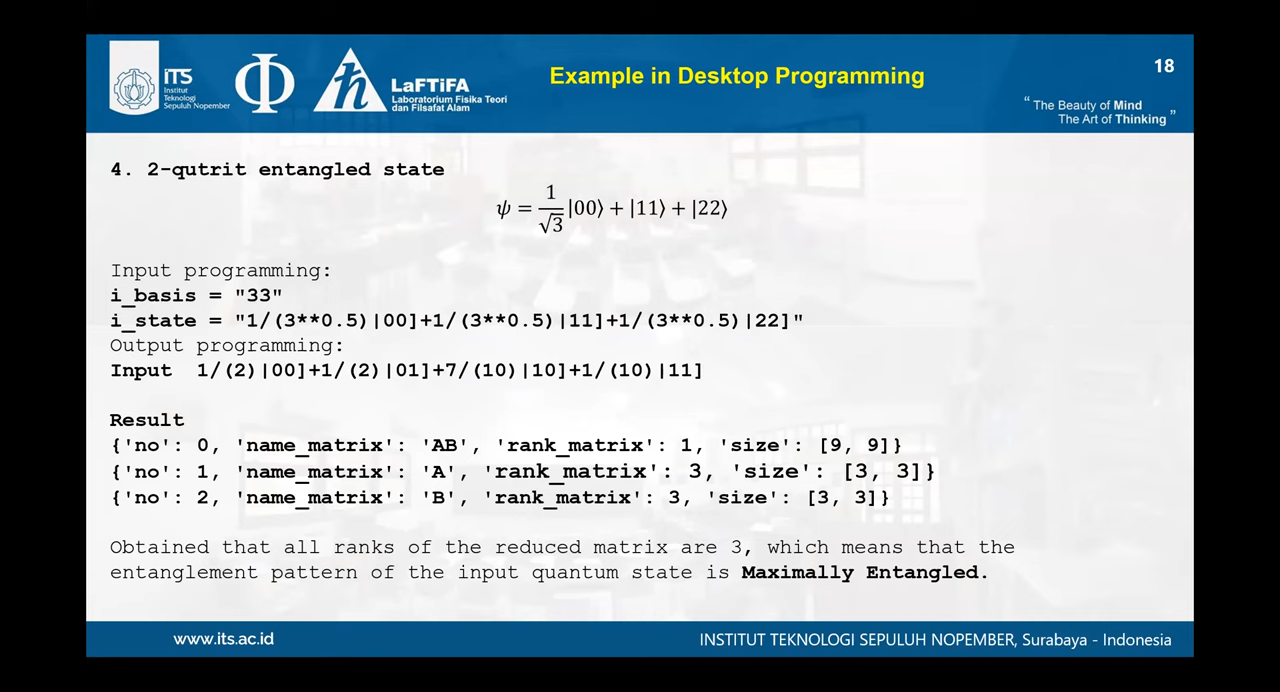 iTS
Institut
Teknologi
Sepuluh Nopember
Φ
ℏ
LaFTiFA
Laboratorium Fisika Teori
dan Filsafat Alam
Example in Desktop Programming
18
“ The Beauty of Mind
The Art of Thinking ”
4. 2-qutrit entangled state
ψ = 1/√3 |00⟩ + |11⟩ + |22⟩
Input programming:
i_basis = "33"
i_state = "1/(3**0.5)|00]+1/(3**0.5)|11]+1/(3**0.5)|22]"
Output programming:
Input  1/(2)|00]+1/(2)|01]+7/(10)|10]+1/(10)|11]
Result
{'no': 0, 'name_matrix': 'AB', 'rank_matrix': 1, 'size': [9, 9]}
{'no': 1, 'name_matrix': 'A', 'rank_matrix': 3, 'size': [3, 3]}
{'no': 2, 'name_matrix': 'B', 'rank_matrix': 3, 'size': [3, 3]}
Obtained that all ranks of the reduced matrix are 3, which means that the
entanglement pattern of the input quantum state is Maximally Entangled.
www.its.ac.id
INSTITUT TEKNOLOGI SEPULUH NOPEMBER, Surabaya - Indonesia